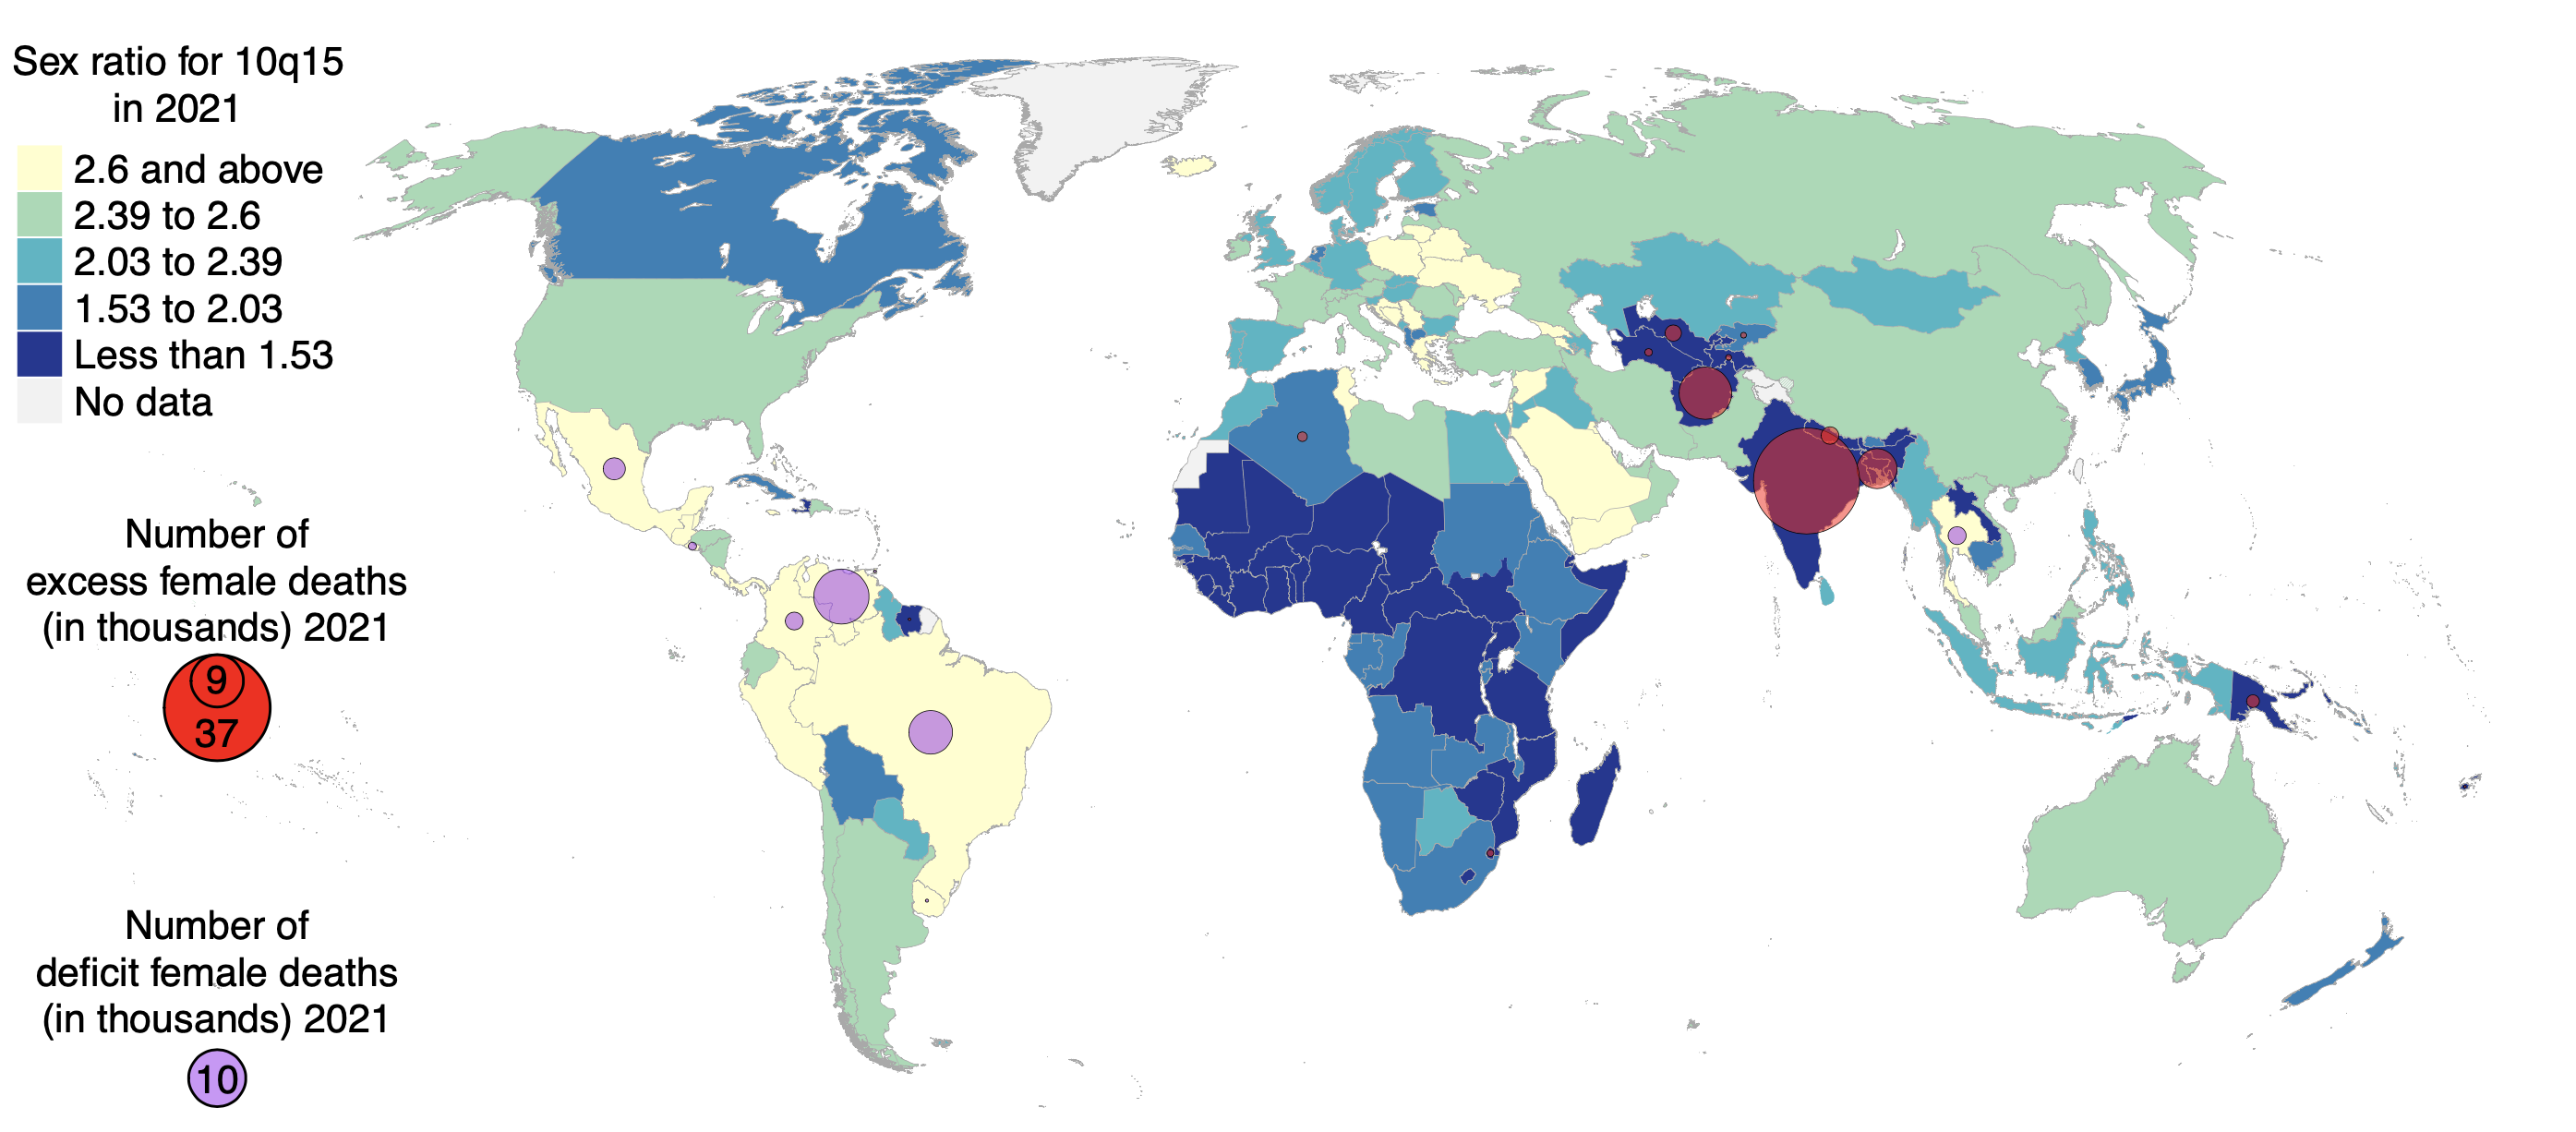 Sex ratio for 10q15
in 2021
2.6 and above
2.39 to 2.6
2.03 to 2.39
1.53 to 2.03
Less than 1.53
No data
Number of
excess female deaths
(in thousands) 2021
9
37
Number of
deficit female deaths
(in thousands) 2021
10